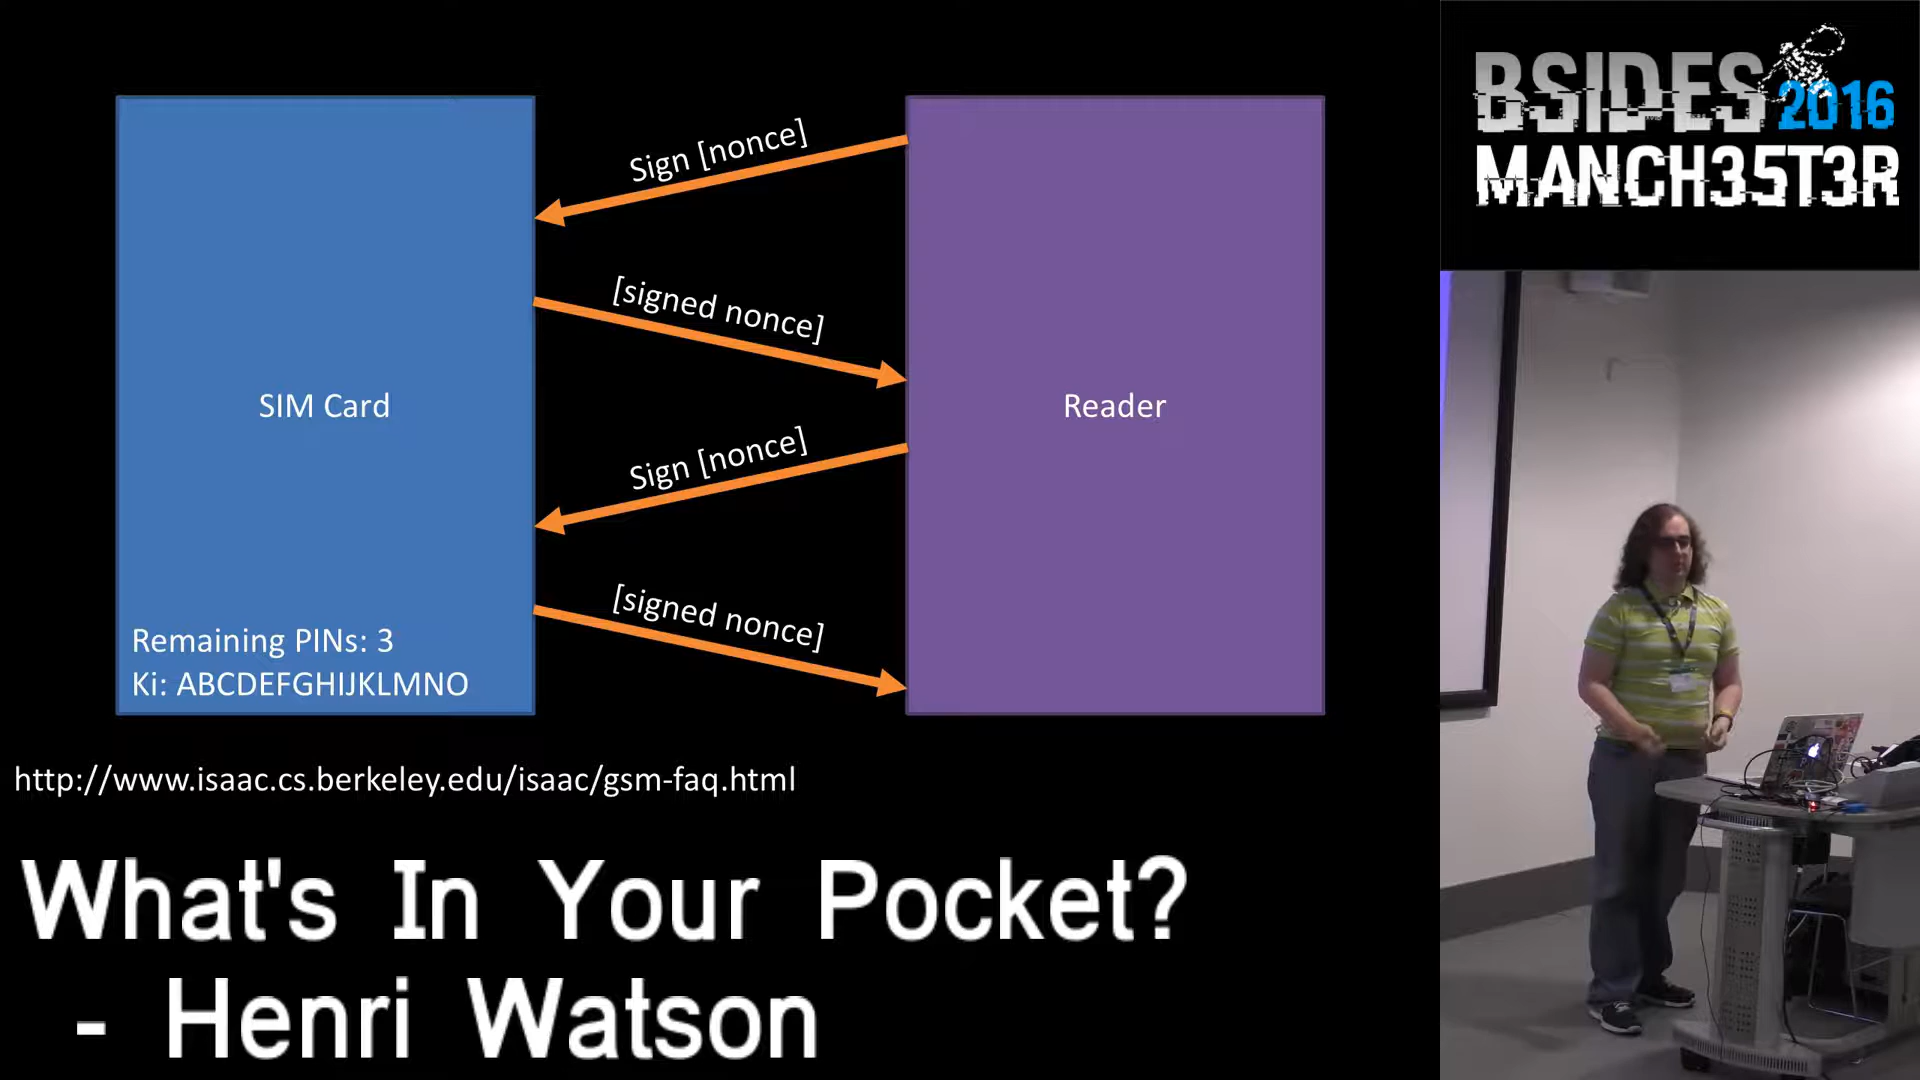 Sign [nonce]
[signed nonce]
SIM Card
Reader
Sign [nonce]
[signed nonce]
Remaining PINs: 3
Ki: ABCDEFGHIJKLMNO
http://www.isaac.cs.berkeley.edu/isaac/gsm-faq.html
What's In Your Pocket?
- Henri Watson
BSIDES 2016
MANCH35T3R